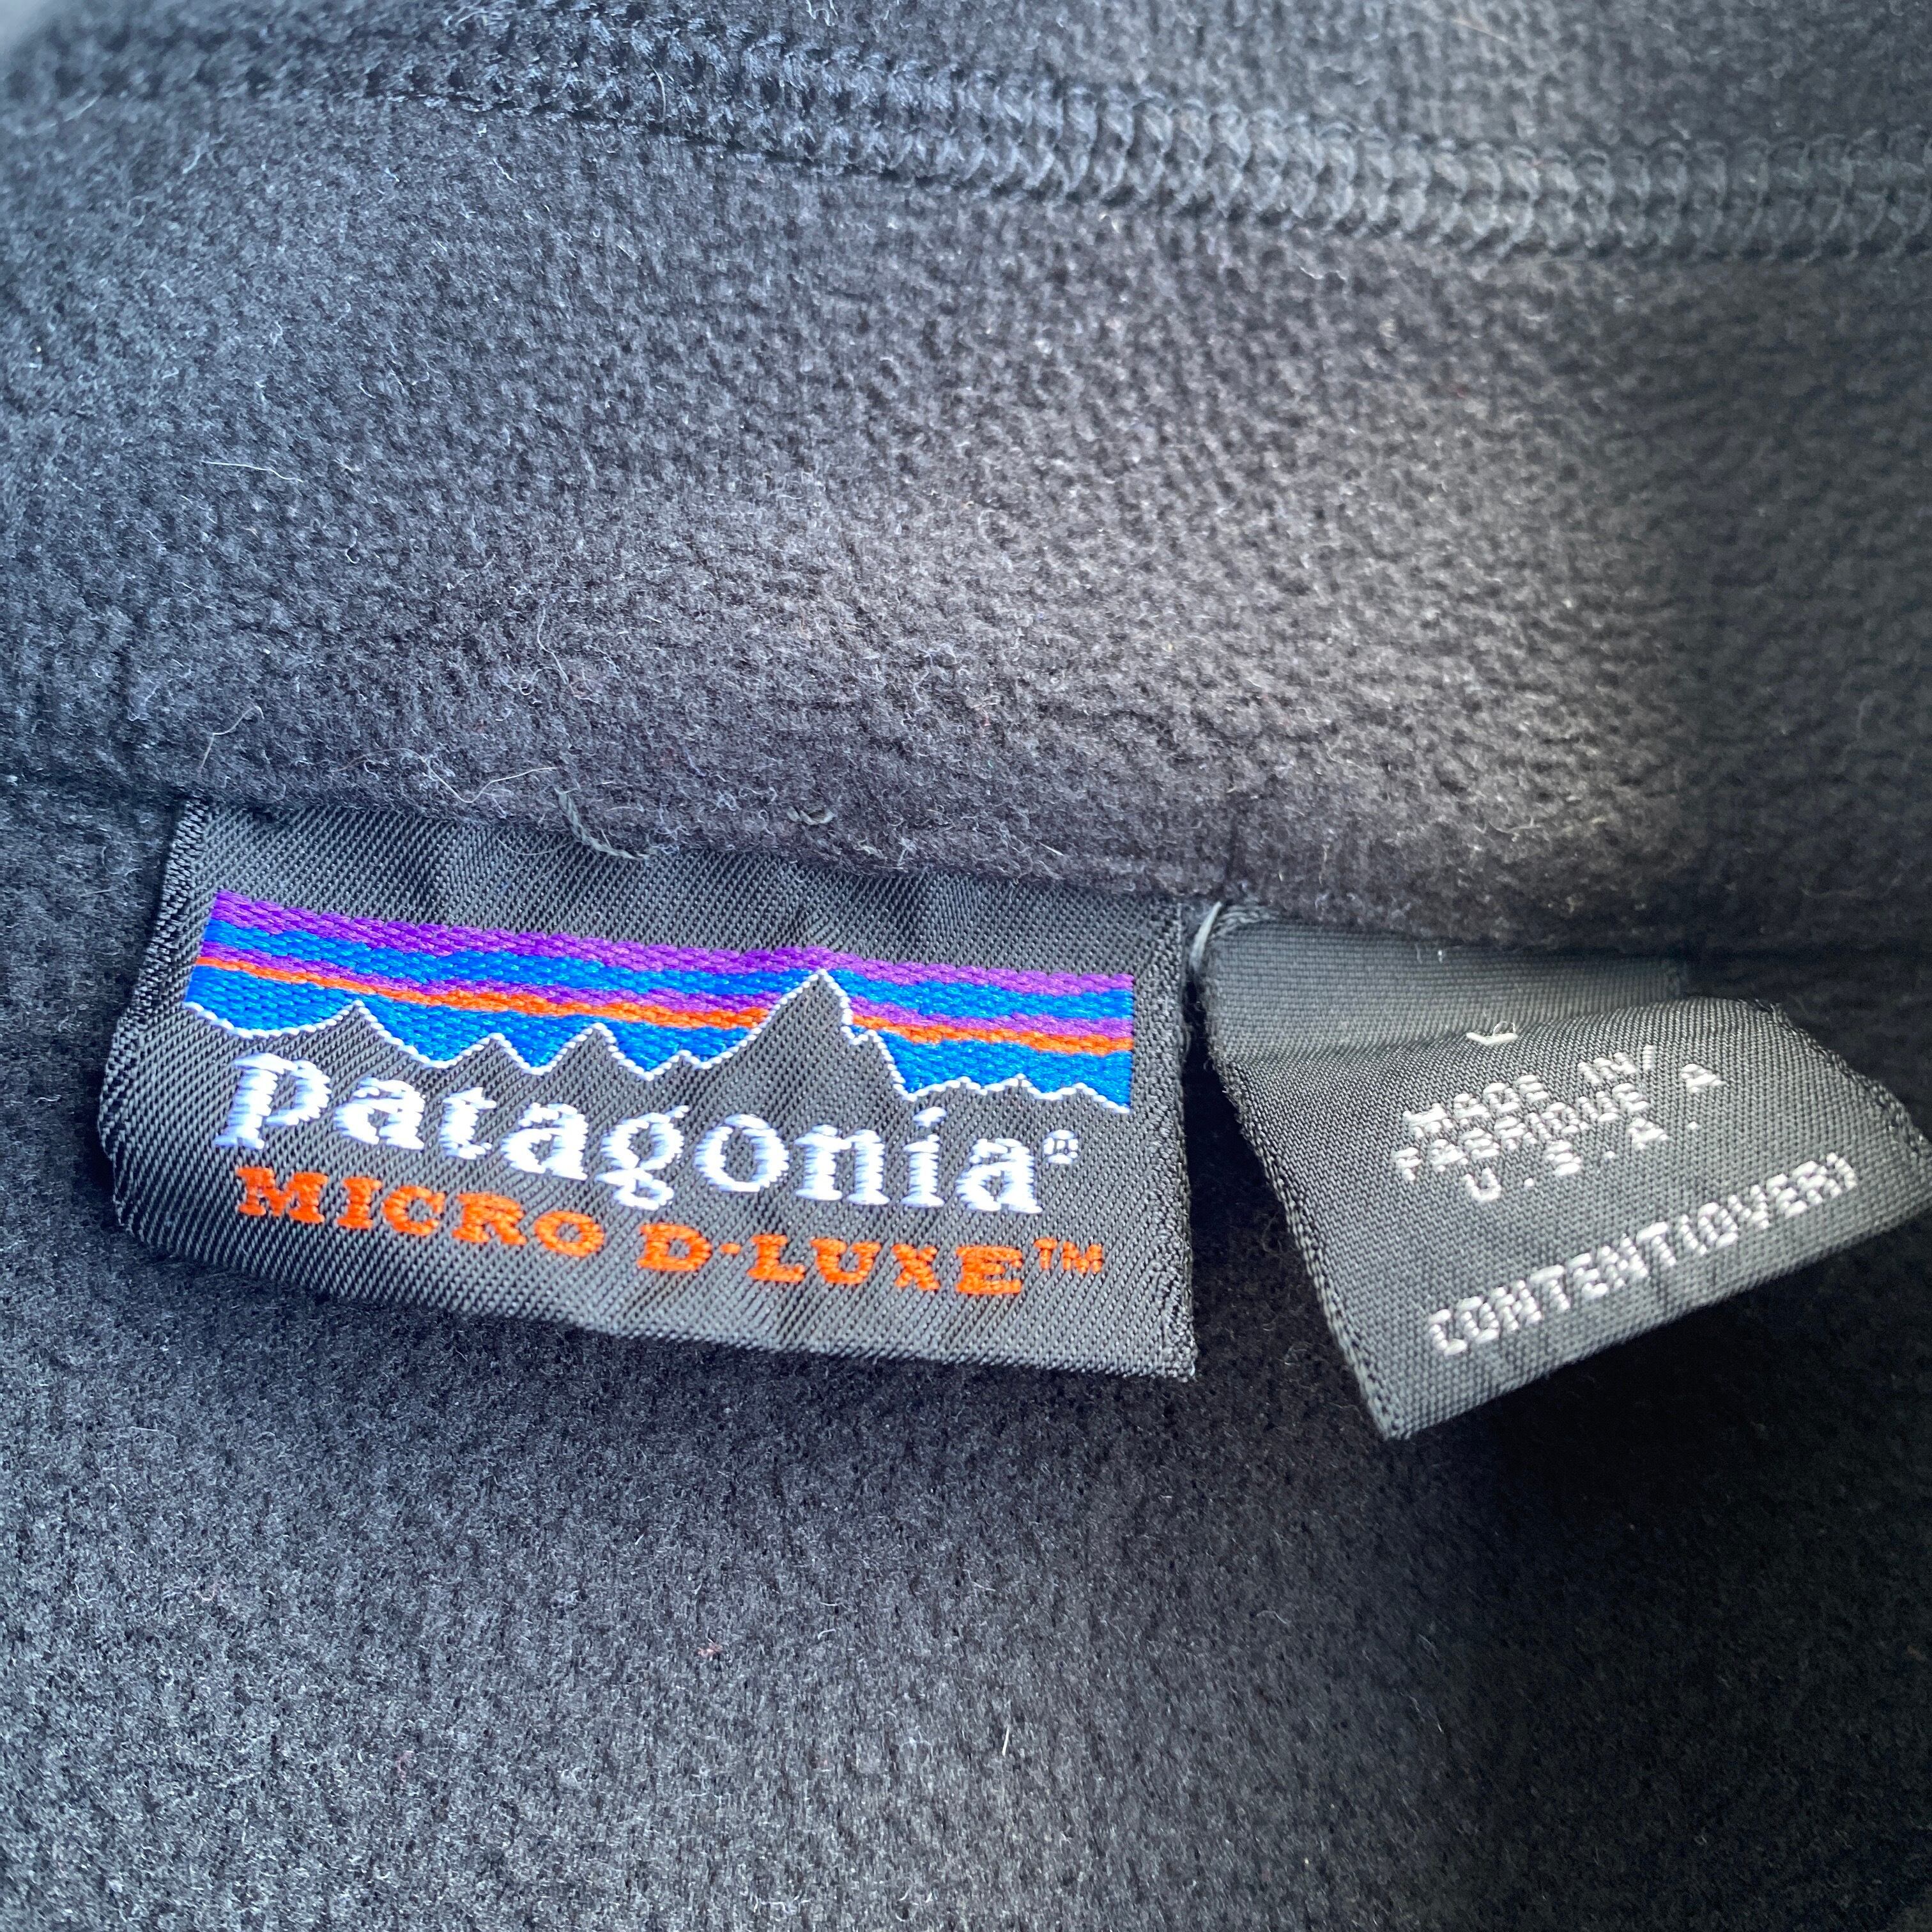 patagonia®
MICRO D-LUXE™
MADE IN/
FABRIQUE A
U.S.A.
CONTENT(OVER)